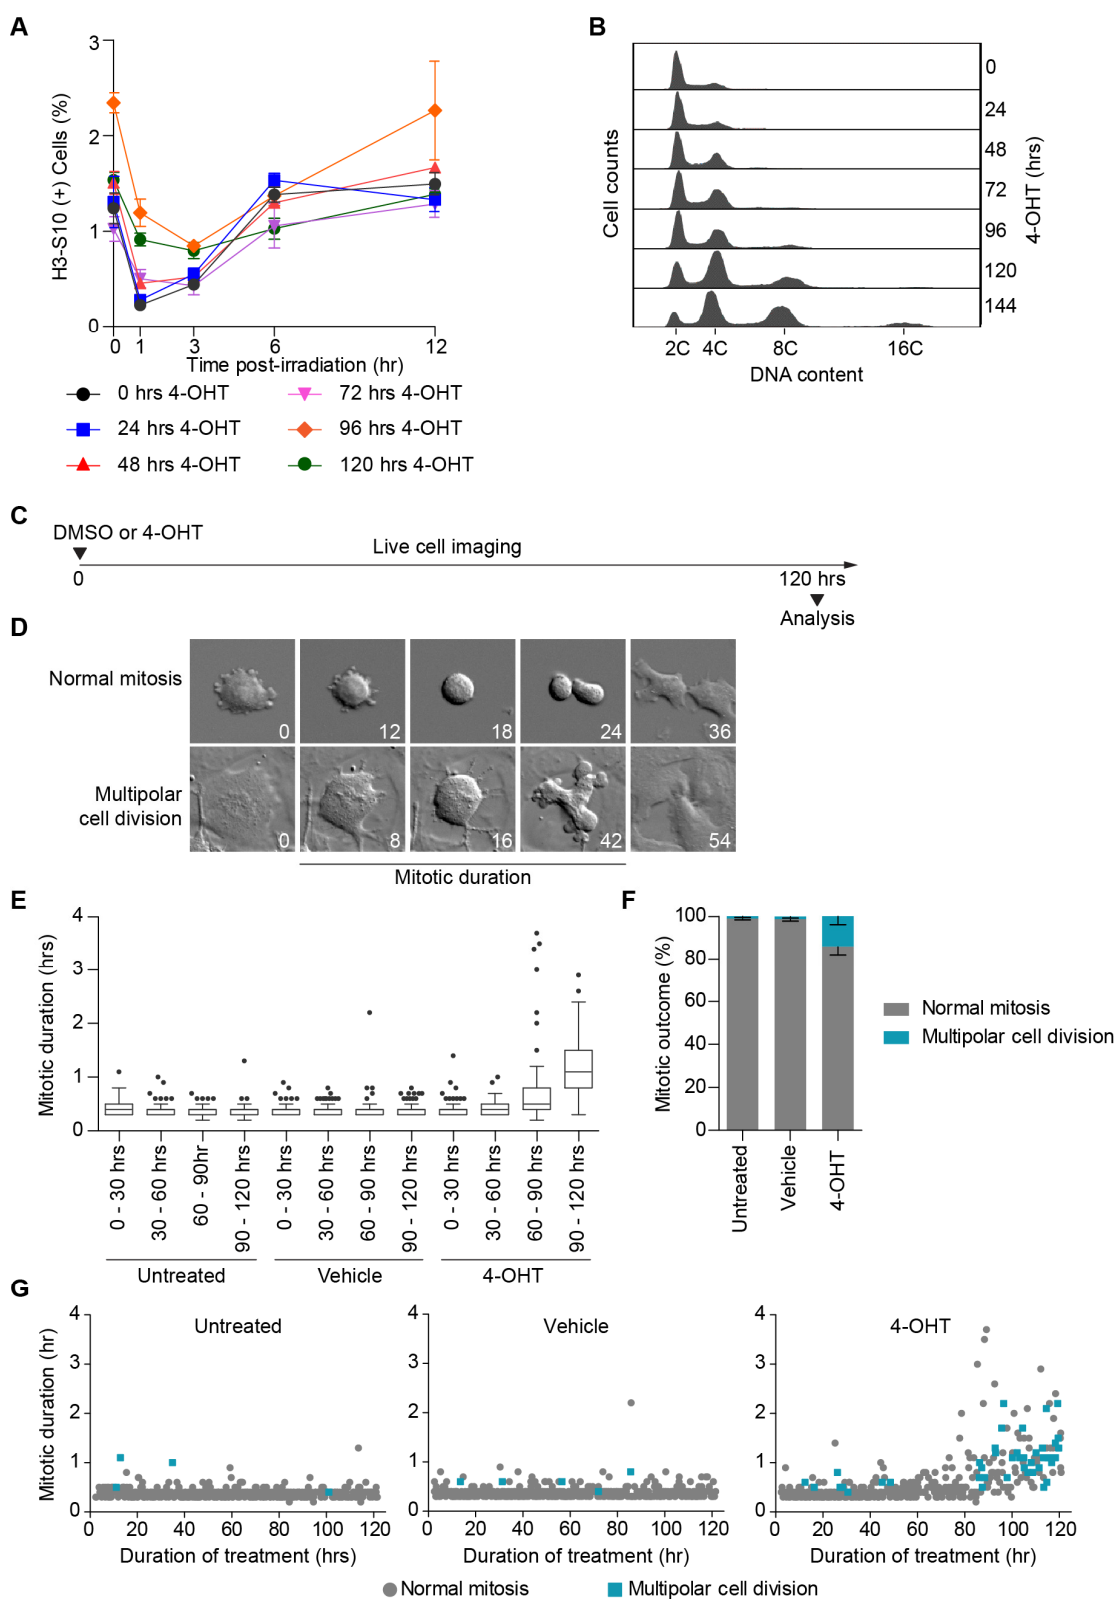 A
3
2
1
0
H3-S10 (+) Cells (%)
0 1 3 6 12
Time post-irradiation (hr)
0 hrs 4-OHT
24 hrs 4-OHT
48 hrs 4-OHT
72 hrs 4-OHT
96 hrs 4-OHT
120 hrs 4-OHT
B
Cell counts
0
24
48
72
96
120
144
4-OHT (hrs)
2C 4C 8C 16C
DNA content
C
DMSO or 4-OHT
Live cell imaging
0
120 hrs
Analysis
D
Normal mitosis
0 12 18 24 36
Multipolar
cell division
0 8 16 42 54
Mitotic duration
E
4
3
2
1
0
Mitotic duration (hrs)
0 - 30 hrs
30 - 60 hrs
60 - 90hr
90 - 120 hrs
0 - 30 hrs
30 - 60 hrs
60 - 90 hrs
90 - 120 hrs
0 - 30 hrs
30 - 60 hrs
60 - 90 hrs
90 - 120 hrs
Untreated
Vehicle
4-OHT
F
100
80
60
40
20
0
Mitotic outcome (%)
Untreated
Vehicle
4-OHT
Normal mitosis
Multipolar cell division
G
Untreated
4
3
2
1
0
Mitotic duration (hr)
0 20 40 60 80 100 120
Duration of treatment (hrs)
Vehicle
4
3
2
1
0
0 20 40 60 80 100 120
Duration of treatment (hr)
4-OHT
4
3
2
1
0
0 20 40 60 80 100 120
Duration of treatment (hr)
Normal mitosis
Multipolar cell division